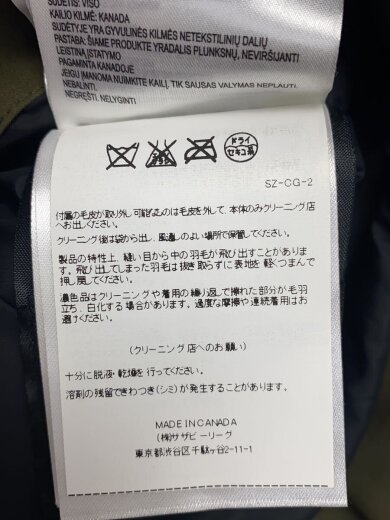 SUDĖTIS: VISO
KAILIO KILMĖ: KANADA
SUDĖTYJE YRA GYVULINĖS KILMĖS NETEKSTILINIŲ DALIŲ
PASTABA: ŠIAME PRODUKTE YRADALIS PLUNKSNŲ, NEVIRŠIJANTI
LEISTINĄ ĮSTATYMO
PAGAMINTA KANADOJE
JEIGU ĮMANOMA NUIMKITE KAILĮ, TIK SAUSAS VALYMAS NEPLAUTI.
NEBALINTI.
NEGRĘŠTI. NELYGINTI
ドライ
セキユ系
SZ-CG-2
付属の毛皮が取り外し可能なものは毛皮を外して、本体のみクリーニング店
へお出しください。
クリーニング後は袋から出し、風通しのよい場所で保管してください。
製品の特性上、縫い目から中の羽毛が飛び出すことがありま
す。飛び出してしまった羽毛は抜き取らずに表地を軽くつまんで
押し戻してください。
濃色品はクリーニングや着用の繰り返しで擦れた部分が毛羽
立ち、白化する場合があります。過度な摩擦や連続着用はお
避けください。
(クリーニング店へのお願い)
十分に脱液・乾燥を行ってください。
溶剤の残留できわつき(シミ)が発生することがあります。
MADE IN CANADA
(株)サザビーリーグ
東京都渋谷区千駄ヶ谷2-11-1